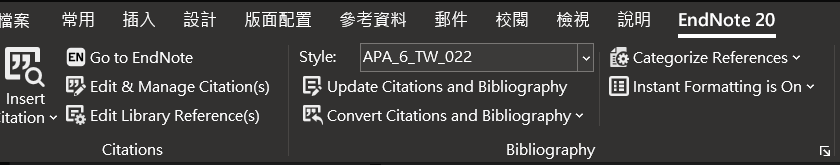 檔案 常用 插入 設計 版面配置 參考資料 郵件 校閱 檢視 說明 EndNote 20
EN Go to EndNote Style: APA_6_TW_022 Categorize References
Insert Edit & Manage Citation(s) Update Citations and Bibliography Instant Formatting is On
Citation Edit Library Reference(s) Convert Citations and Bibliography
Citations Bibliography